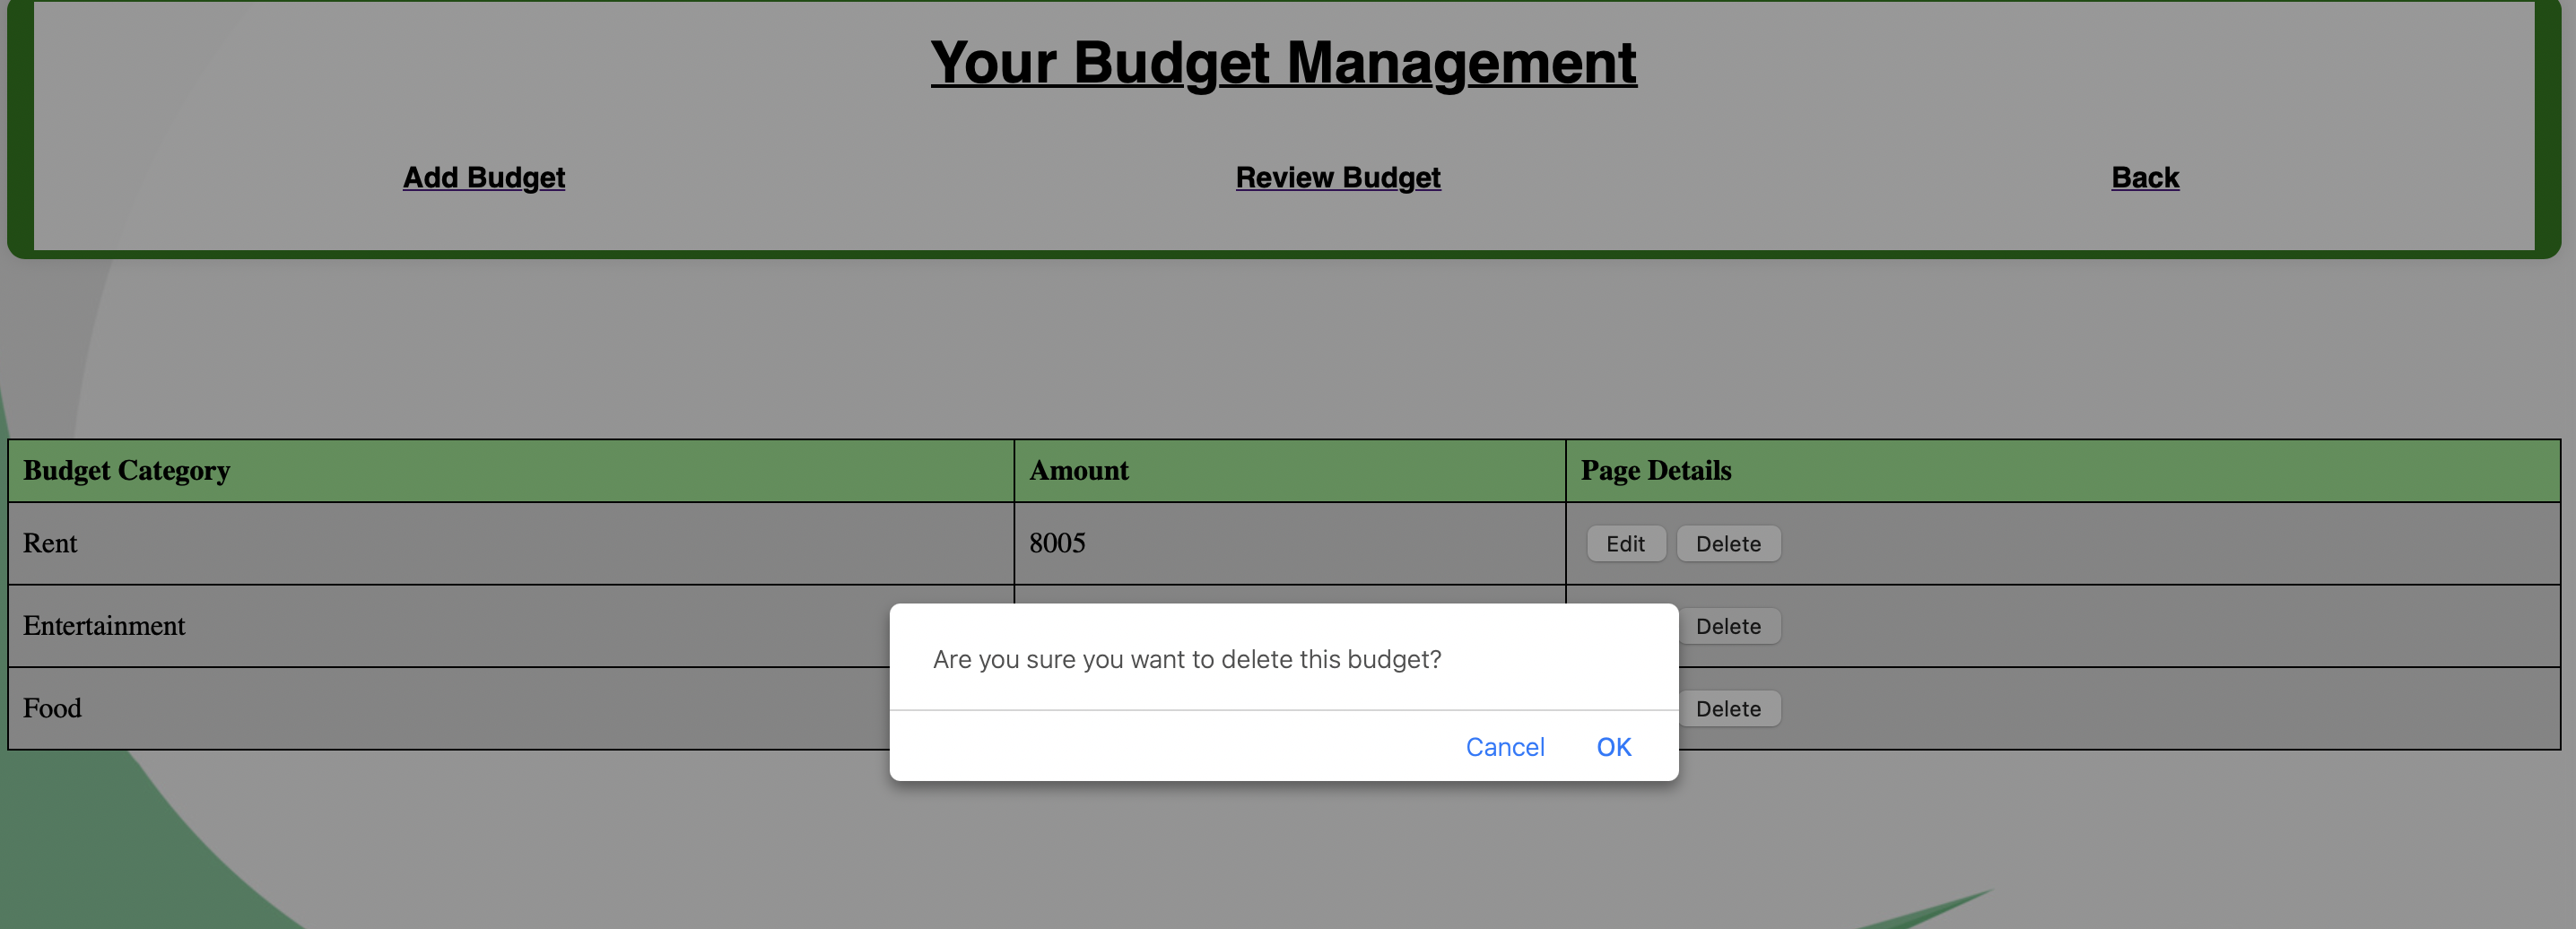 Your Budget Management
Add Budget Review Budget Back
Budget Category Amount Page Details
Rent 8005 Edit Delete
Entertainment Delete
Food Delete
Are you sure you want to delete this budget?
Cancel OK